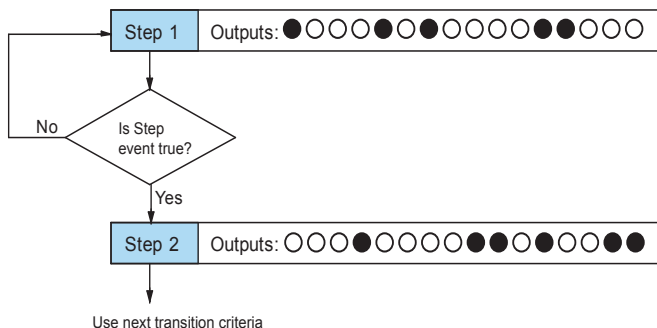 Step 1
Outputs:
No
Is Step
event true?
Yes
Step 2
Outputs:
Use next transition criteria